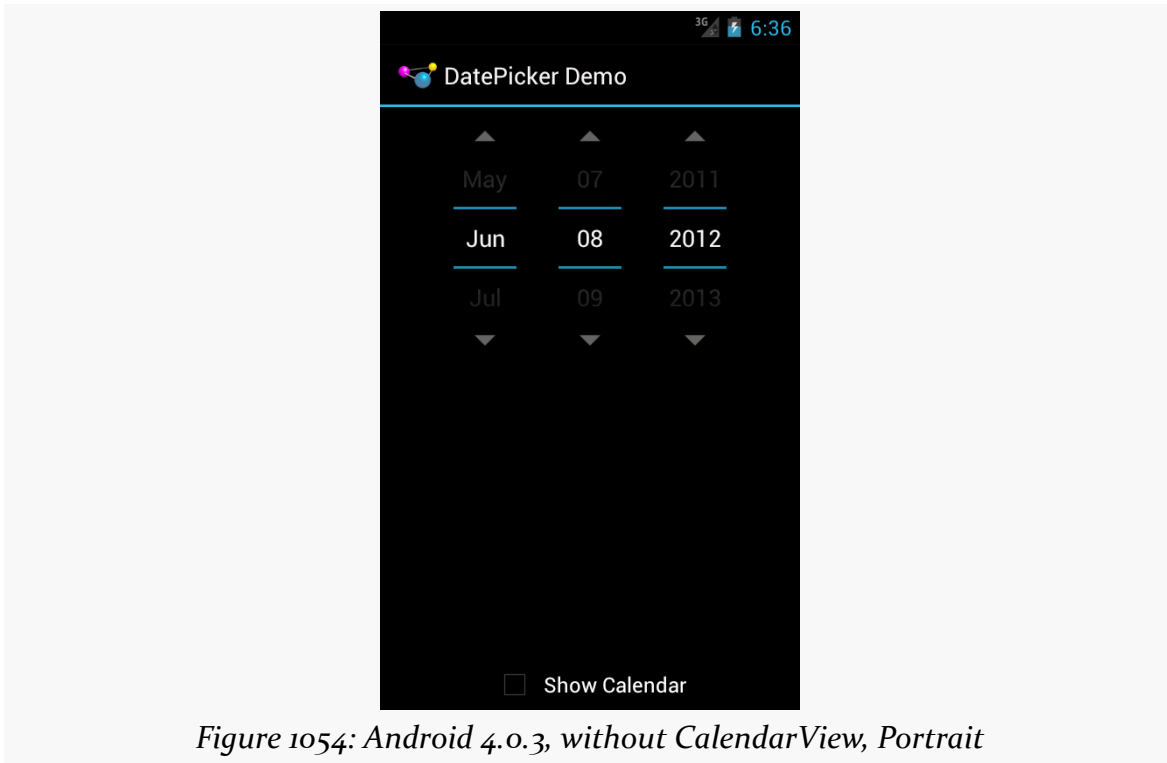 3G 6:36
DatePicker Demo
May 07 2011
Jun 08 2012
Jul 09 2013
Show Calendar
Figure 1054: Android 4.0.3, without CalendarView, Portrait